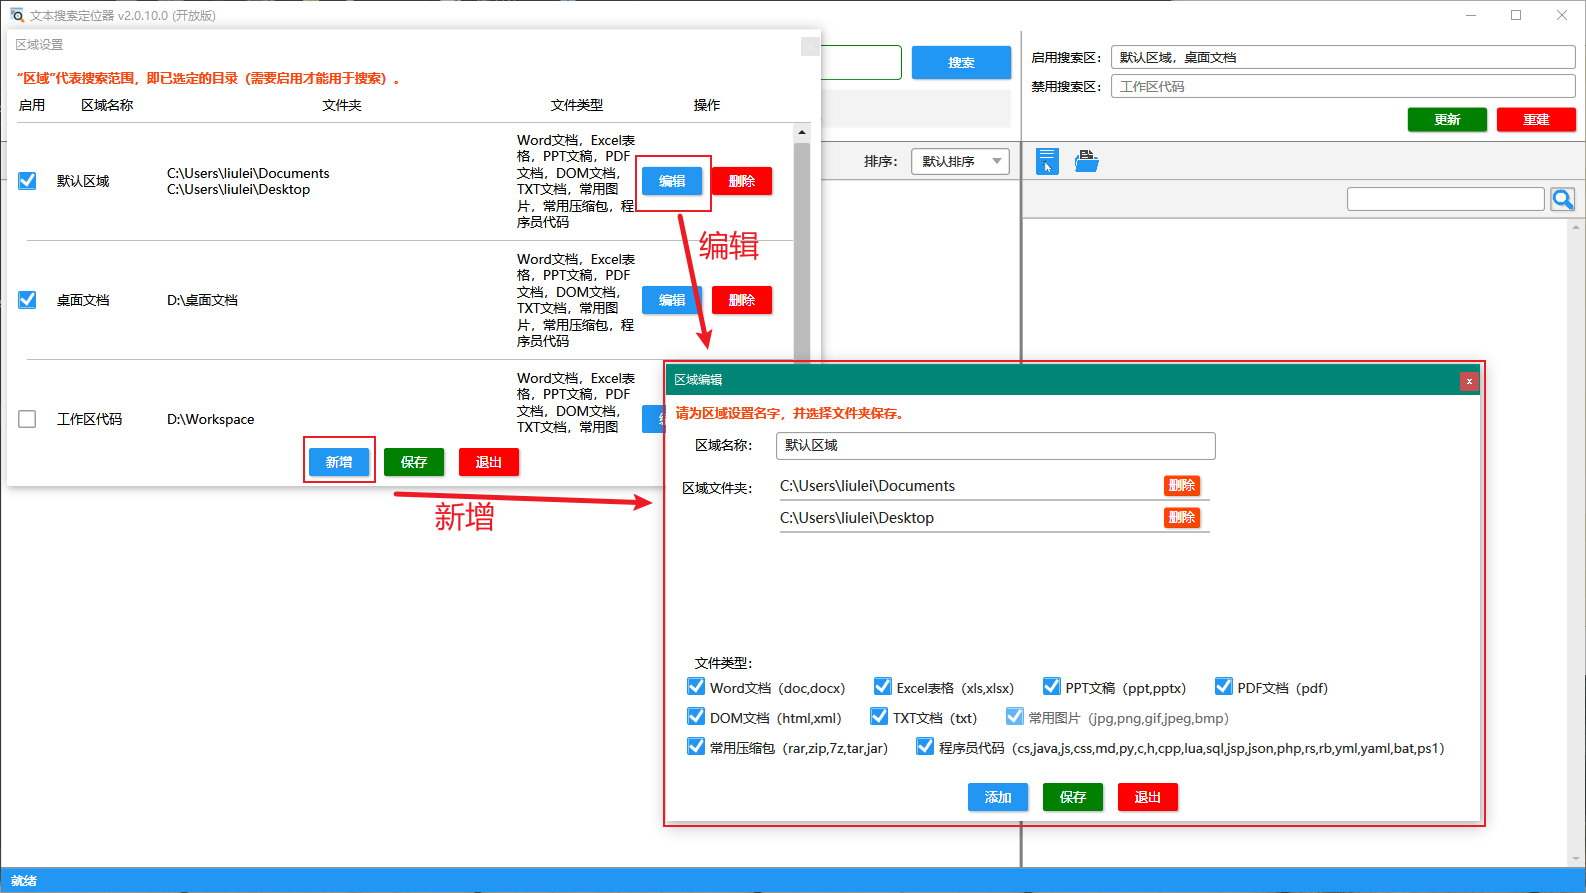 文本搜索定位器 v2.0.10.0 (开放版)
区域设置
x
“区域”代表搜索范围，即已选定的目录（需要启用才能用于搜索）。
启用 区域名称 文件夹 文件类型 操作
默认区域
C:\Users\liulei\Documents
C:\Users\liulei\Desktop
Word文档，Excel表
格，PPT文稿，PDF
文档，DOM文档，
TXT文档，常用图
片，常用压缩包，程
序员代码
编辑 删除
编辑
桌面文档
D:\桌面文档
Word文档，Excel表
格，PPT文稿，PDF
文档，DOM文档，
TXT文档，常用图
片，常用压缩包，程
序员代码
编辑 删除
工作区代码
D:\Workspace
Word文档，Excel表
格，PPT文稿，PDF
文档，DOM文档，
TXT文档，常用图
新增 保存 退出
新增
搜索
排序： 默认排序
启用搜索区： 默认区域，桌面文档
禁用搜索区： 工作区代码
更新 重建
区域编辑
x
请为区域设置名字，并选择文件夹保存。
区域名称： 默认区域
区域文件夹： C:\Users\liulei\Documents 删除
C:\Users\liulei\Desktop 删除
文件类型：
Word文档（doc,docx） Excel表格（xls,xlsx） PPT文稿（ppt,pptx） PDF文档（pdf）
DOM文档（html,xml） TXT文档（txt） 常用图片（jpg,png,gif,jpeg,bmp）
常用压缩包（rar,zip,7z,tar,jar） 程序员代码（cs,java,js,css,md,py,c,h,cpp,lua,sql,jsp,json,php,rs,rb,yml,yaml,bat,ps1）
添加 保存 退出
就绪